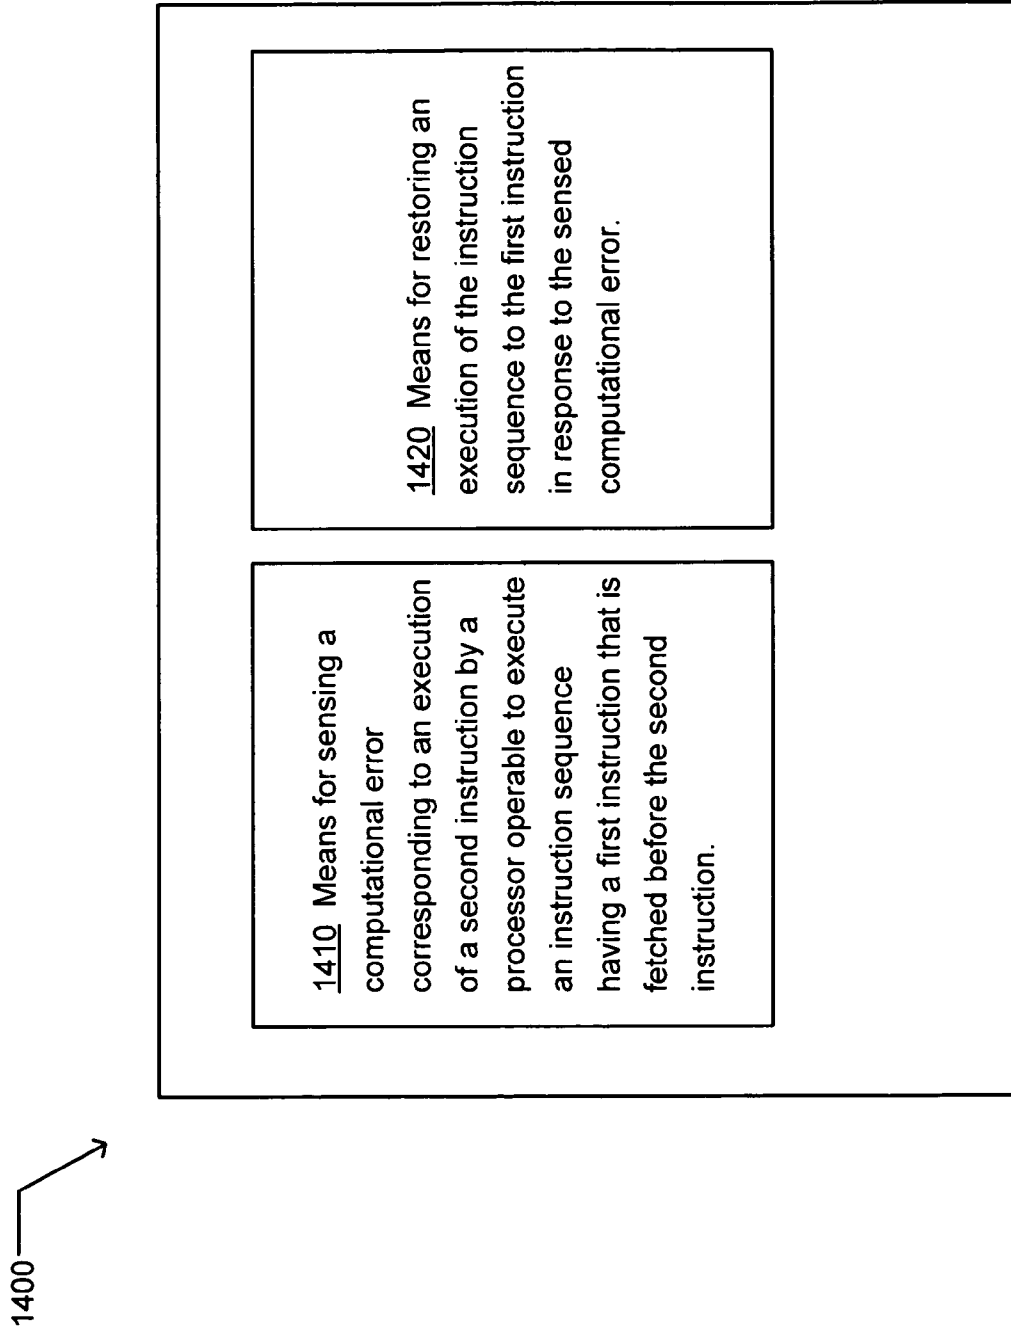 1400
1410 Means for sensing a
computational error
corresponding to an execution
of a second instruction by a
processor operable to execute
an instruction sequence
having a first instruction that is
fetched before the second
instruction.
1420 Means for restoring an
execution of the instruction
sequence to the first instruction
in response to the sensed
computational error.